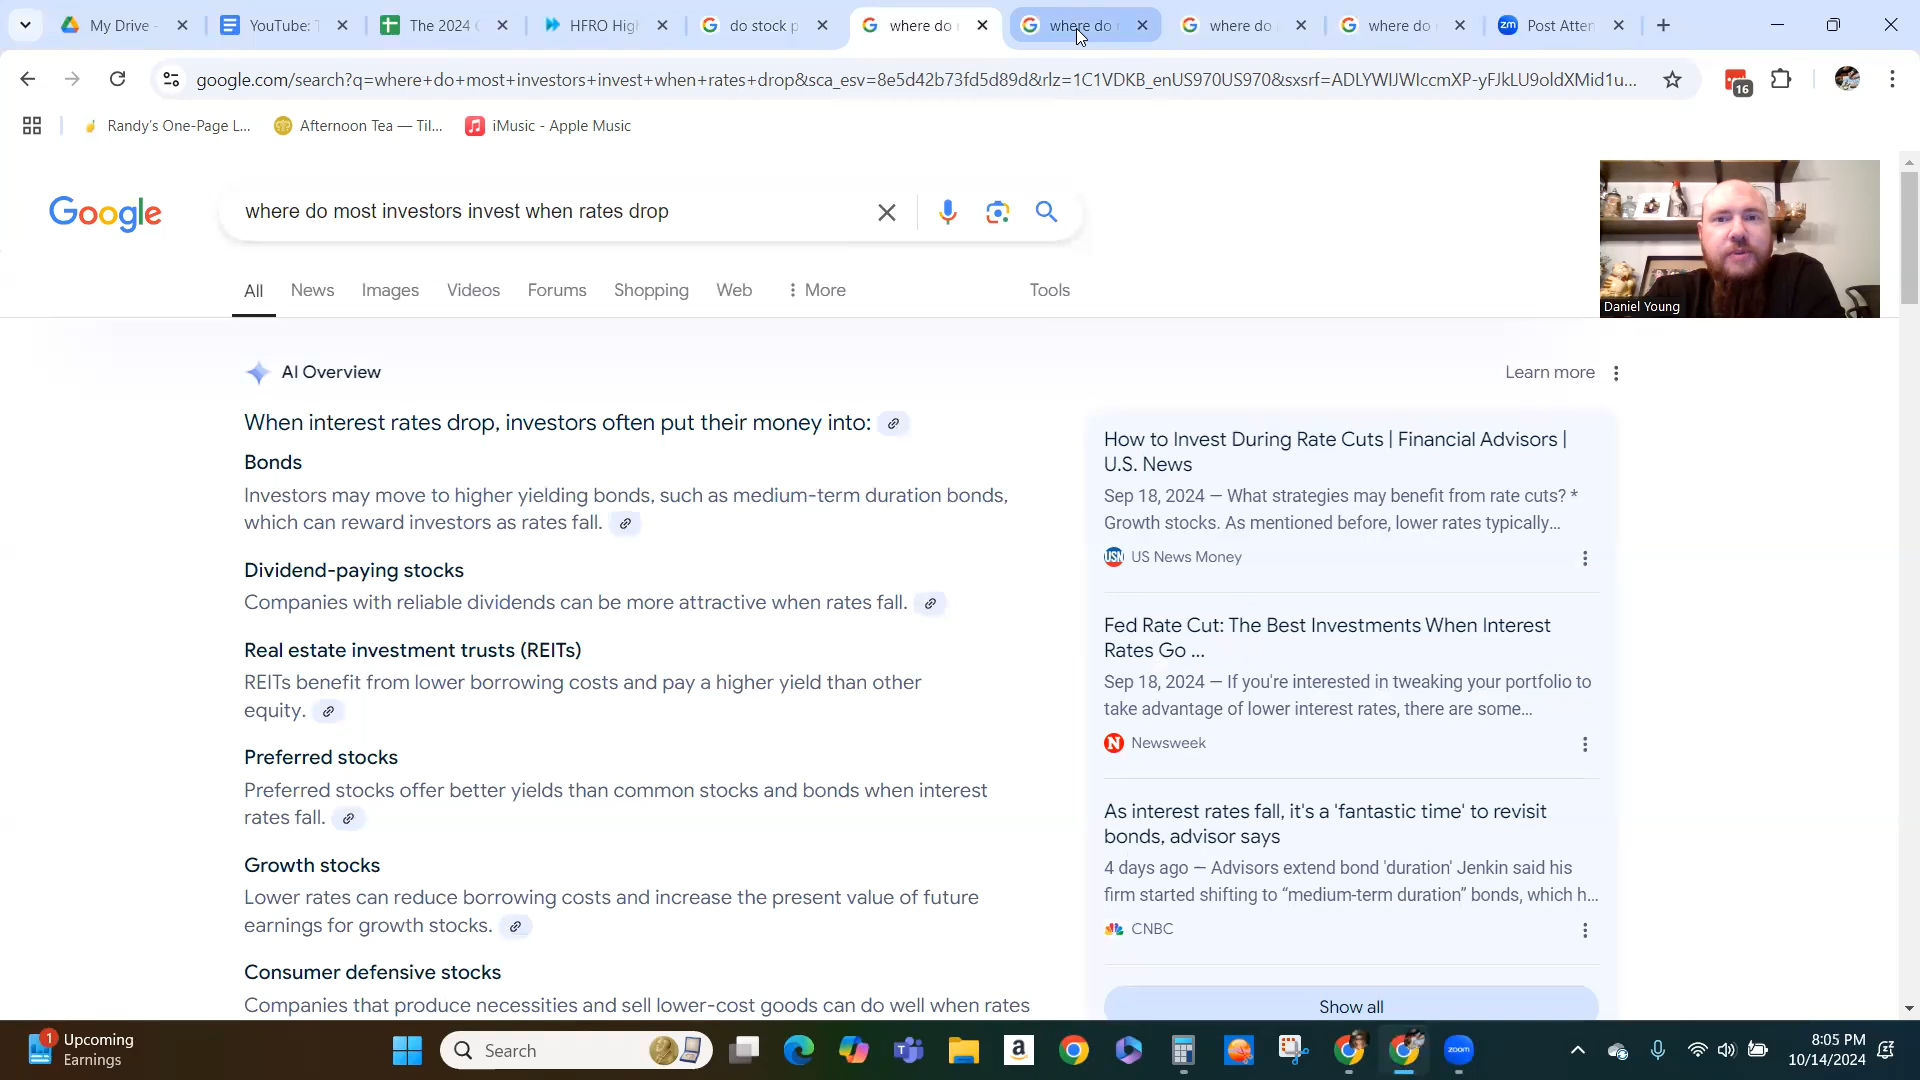 My Drive -
YouTube: T
The 2024 C
HFRO High
do stock p
where do
where do
where do
where do
Post Atten
google.com/search?q=where+do+most+investors+invest+when+rates+drop&sca_esv=8e5d42b73fd5d89d&rlz=1C1VDKB_enUS970US970&sxsrf=ADLYWIJWIccmXP-yFJkLU9oldXMid1u...
16
Randy's One-Page L...
Afternoon Tea — Til...
iMusic - Apple Music
Google
where do most investors invest when rates drop
All
News
Images
Videos
Forums
Shopping
Web
More
Tools
Daniel Young
AI Overview
Learn more
When interest rates drop, investors often put their money into:
Bonds
Investors may move to higher yielding bonds, such as medium-term duration bonds,
which can reward investors as rates fall.
Dividend-paying stocks
Companies with reliable dividends can be more attractive when rates fall.
Real estate investment trusts (REITs)
REITs benefit from lower borrowing costs and pay a higher yield than other
equity.
Preferred stocks
Preferred stocks offer better yields than common stocks and bonds when interest
rates fall.
Growth stocks
Lower rates can reduce borrowing costs and increase the present value of future
earnings for growth stocks.
Consumer defensive stocks
Companies that produce necessities and sell lower-cost goods can do well when rates
How to Invest During Rate Cuts | Financial Advisors |
U.S. News
Sep 18, 2024 — What strategies may benefit from rate cuts? *
Growth stocks. As mentioned before, lower rates typically...
USN
US News Money
Fed Rate Cut: The Best Investments When Interest
Rates Go ...
Sep 18, 2024 — If you're interested in tweaking your portfolio to
take advantage of lower interest rates, there are some...
N
Newsweek
As interest rates fall, it's a 'fantastic time' to revisit
bonds, advisor says
4 days ago — Advisors extend bond 'duration' Jenkin said his
firm started shifting to “medium-term duration” bonds, which h...
CNBC
Show all
1
Upcoming
Earnings
Search
zoom
8:05 PM
10/14/2024